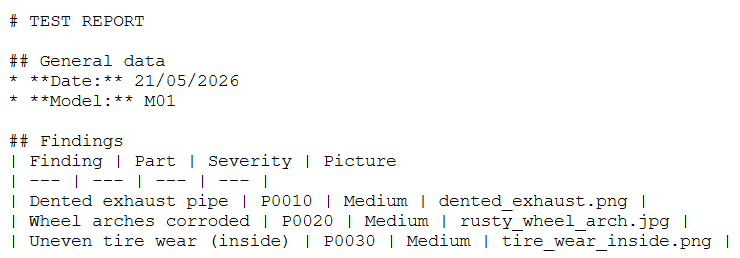 # TEST REPORT
## General data
* **Date:** 21/05/2026
* **Model:** M01
## Findings
| Finding | Part | Severity | Picture
| --- | --- | --- | --- |
| Dented exhaust pipe | P0010 | Medium | dented_exhaust.png |
| Wheel arches corroded | P0020 | Medium | rusty_wheel_arch.jpg |
| Uneven tire wear (inside) | P0030 | Medium | tire_wear_inside.png |